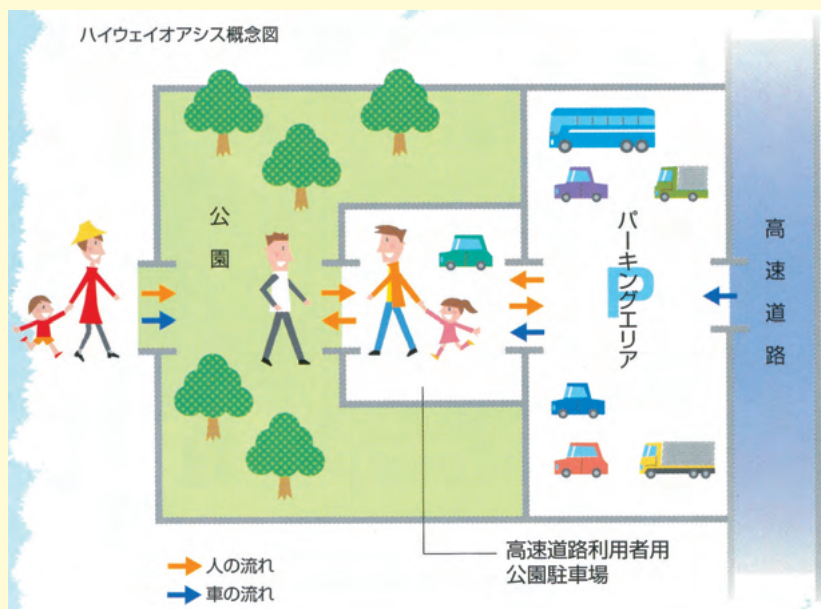 ハイウェイオアシス概念図
公園
P
パーキングエリア
高速道路
高速道路利用者用
公園駐車場
人の流れ
車の流れ